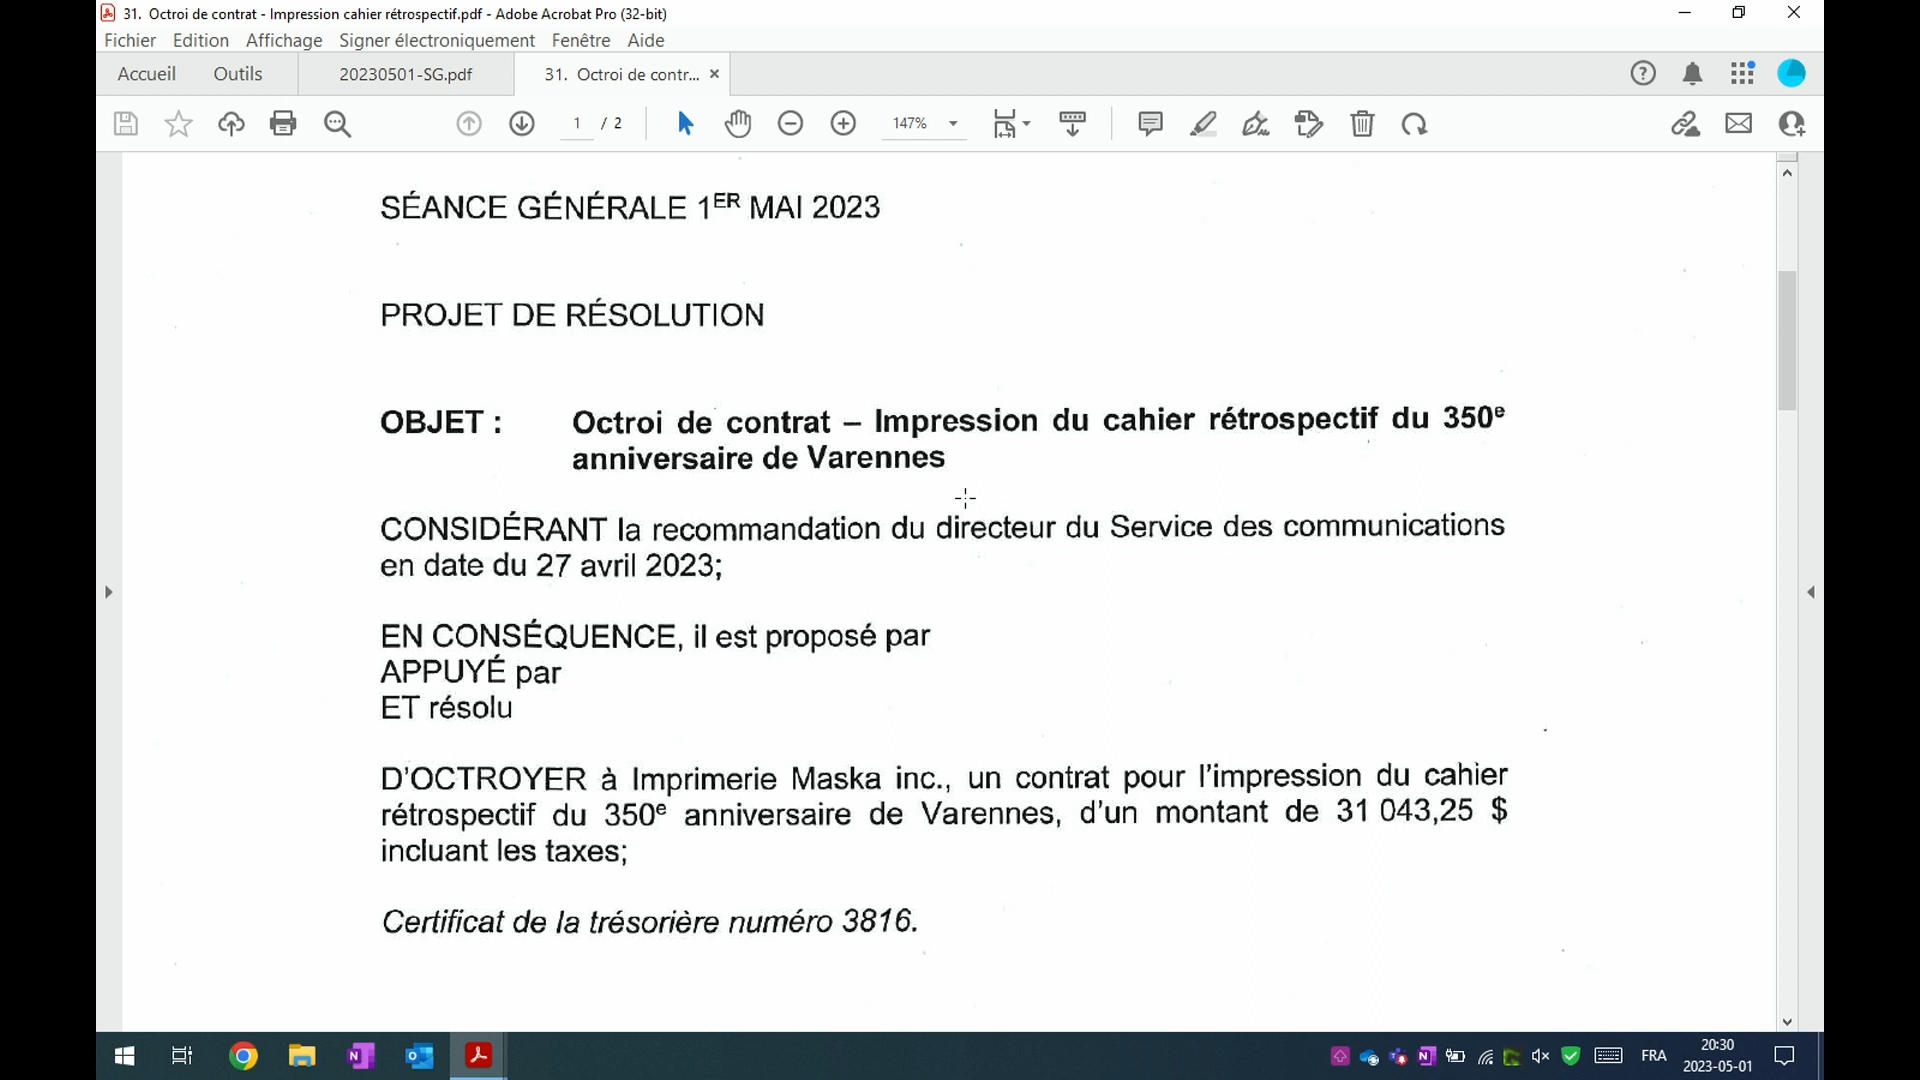 31. Octroi de contrat - Impression cahier rétrospectif.pdf - Adobe Acrobat Pro (32-bit)
Fichier Edition Affichage Signer électroniquement Fenêtre Aide
Accueil Outils 20230501-SG.pdf 31. Octroi de contr... ×
1 / 2 147%
SÉANCE GÉNÉRALE 1ER MAI 2023
PROJET DE RÉSOLUTION
OBJET : Octroi de contrat – Impression du cahier rétrospectif du 350e
anniversaire de Varennes
CONSIDÉRANT la recommandation du directeur du Service des communications
en date du 27 avril 2023;
EN CONSÉQUENCE, il est proposé par
APPUYÉ par
ET résolu
D'OCTROYER à Imprimerie Maska inc., un contrat pour l'impression du cahier
rétrospectif du 350e anniversaire de Varennes, d'un montant de 31 043,25 $
incluant les taxes;
Certificat de la trésorière numéro 3816.
FRA
20:30
2023-05-01